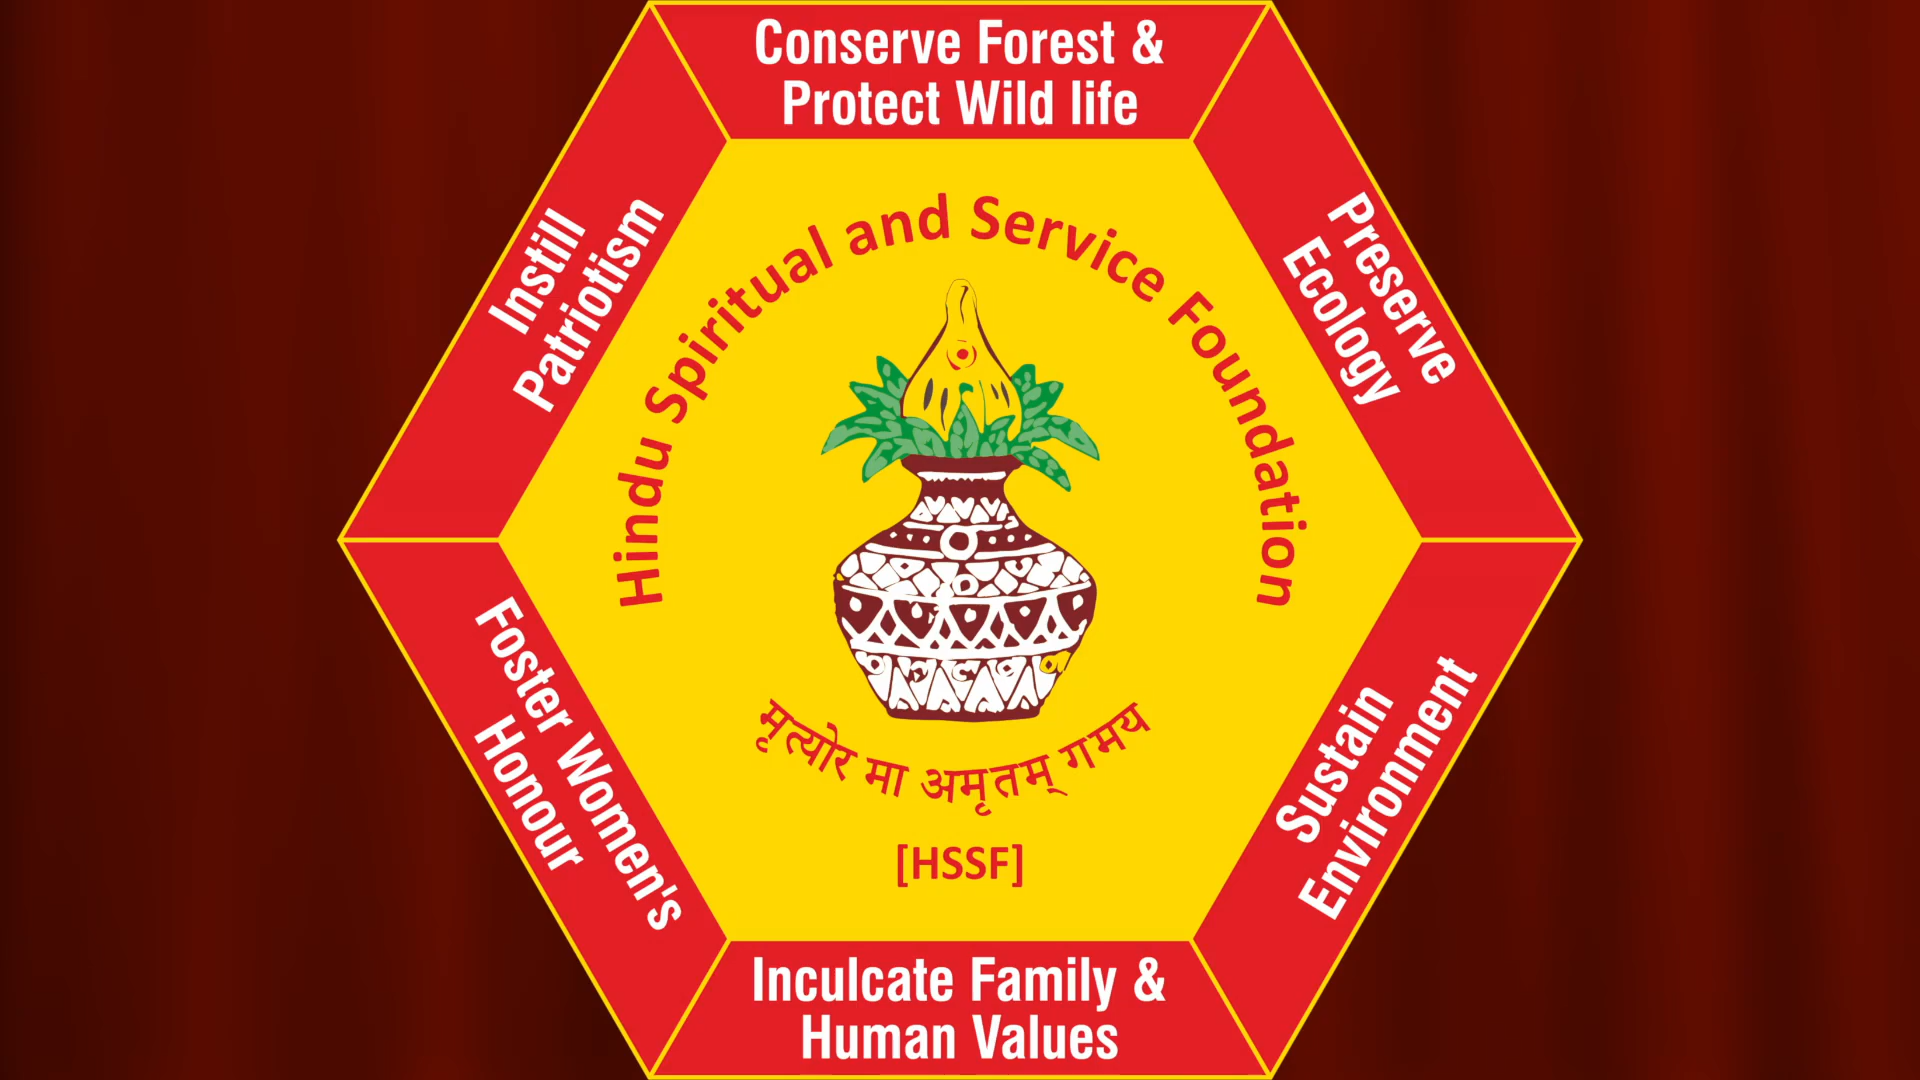 Conserve Forest &
Protect Wild life
Preserve
Ecology
Sustain
Environment
Inculcate Family &
Human Values
Foster Women's
Honour
Instill
Patriotism
Hindu Spiritual and Service Foundation
मृत्योर मा अमृतम् गमय
[HSSF]